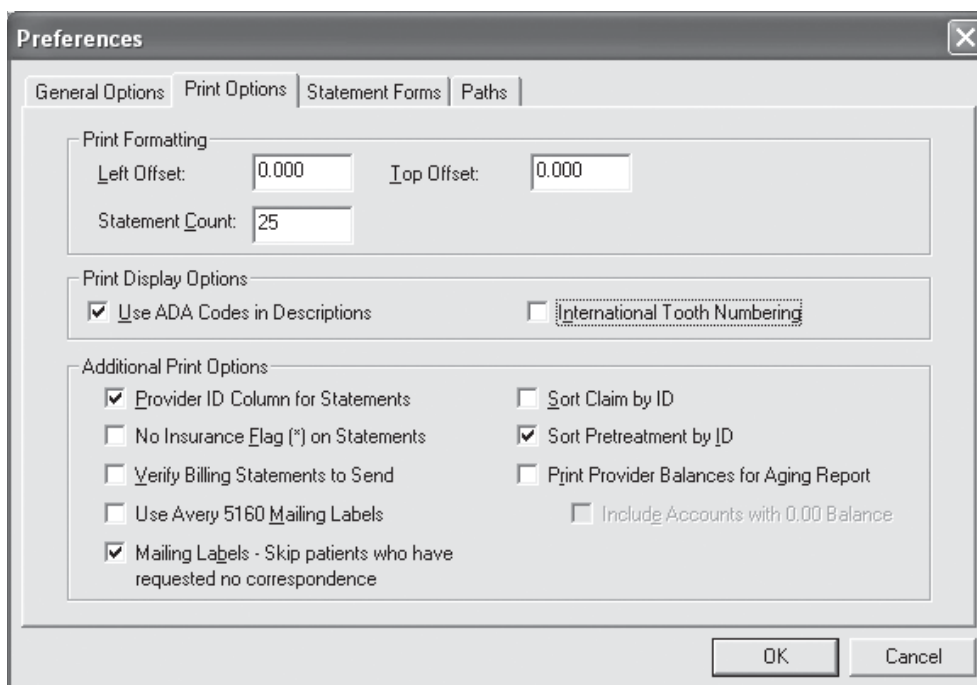 Preferences
General Options Print Options Statement Forms Paths
Print Formatting
Left Offset: 0.000 Top Offset: 0.000
Statement Count: 25
Print Display Options
Use ADA Codes in Descriptions International Tooth Numbering
Additional Print Options
Provider ID Column for Statements Sort Claim by ID
No Insurance Flag (*) on Statements Sort Pretreatment by ID
Verify Billing Statements to Send Print Provider Balances for Aging Report
Use Avery 5160 Mailing Labels Include Accounts with 0.00 Balance
Mailing Labels - Skip patients who have
requested no correspondence
OK Cancel